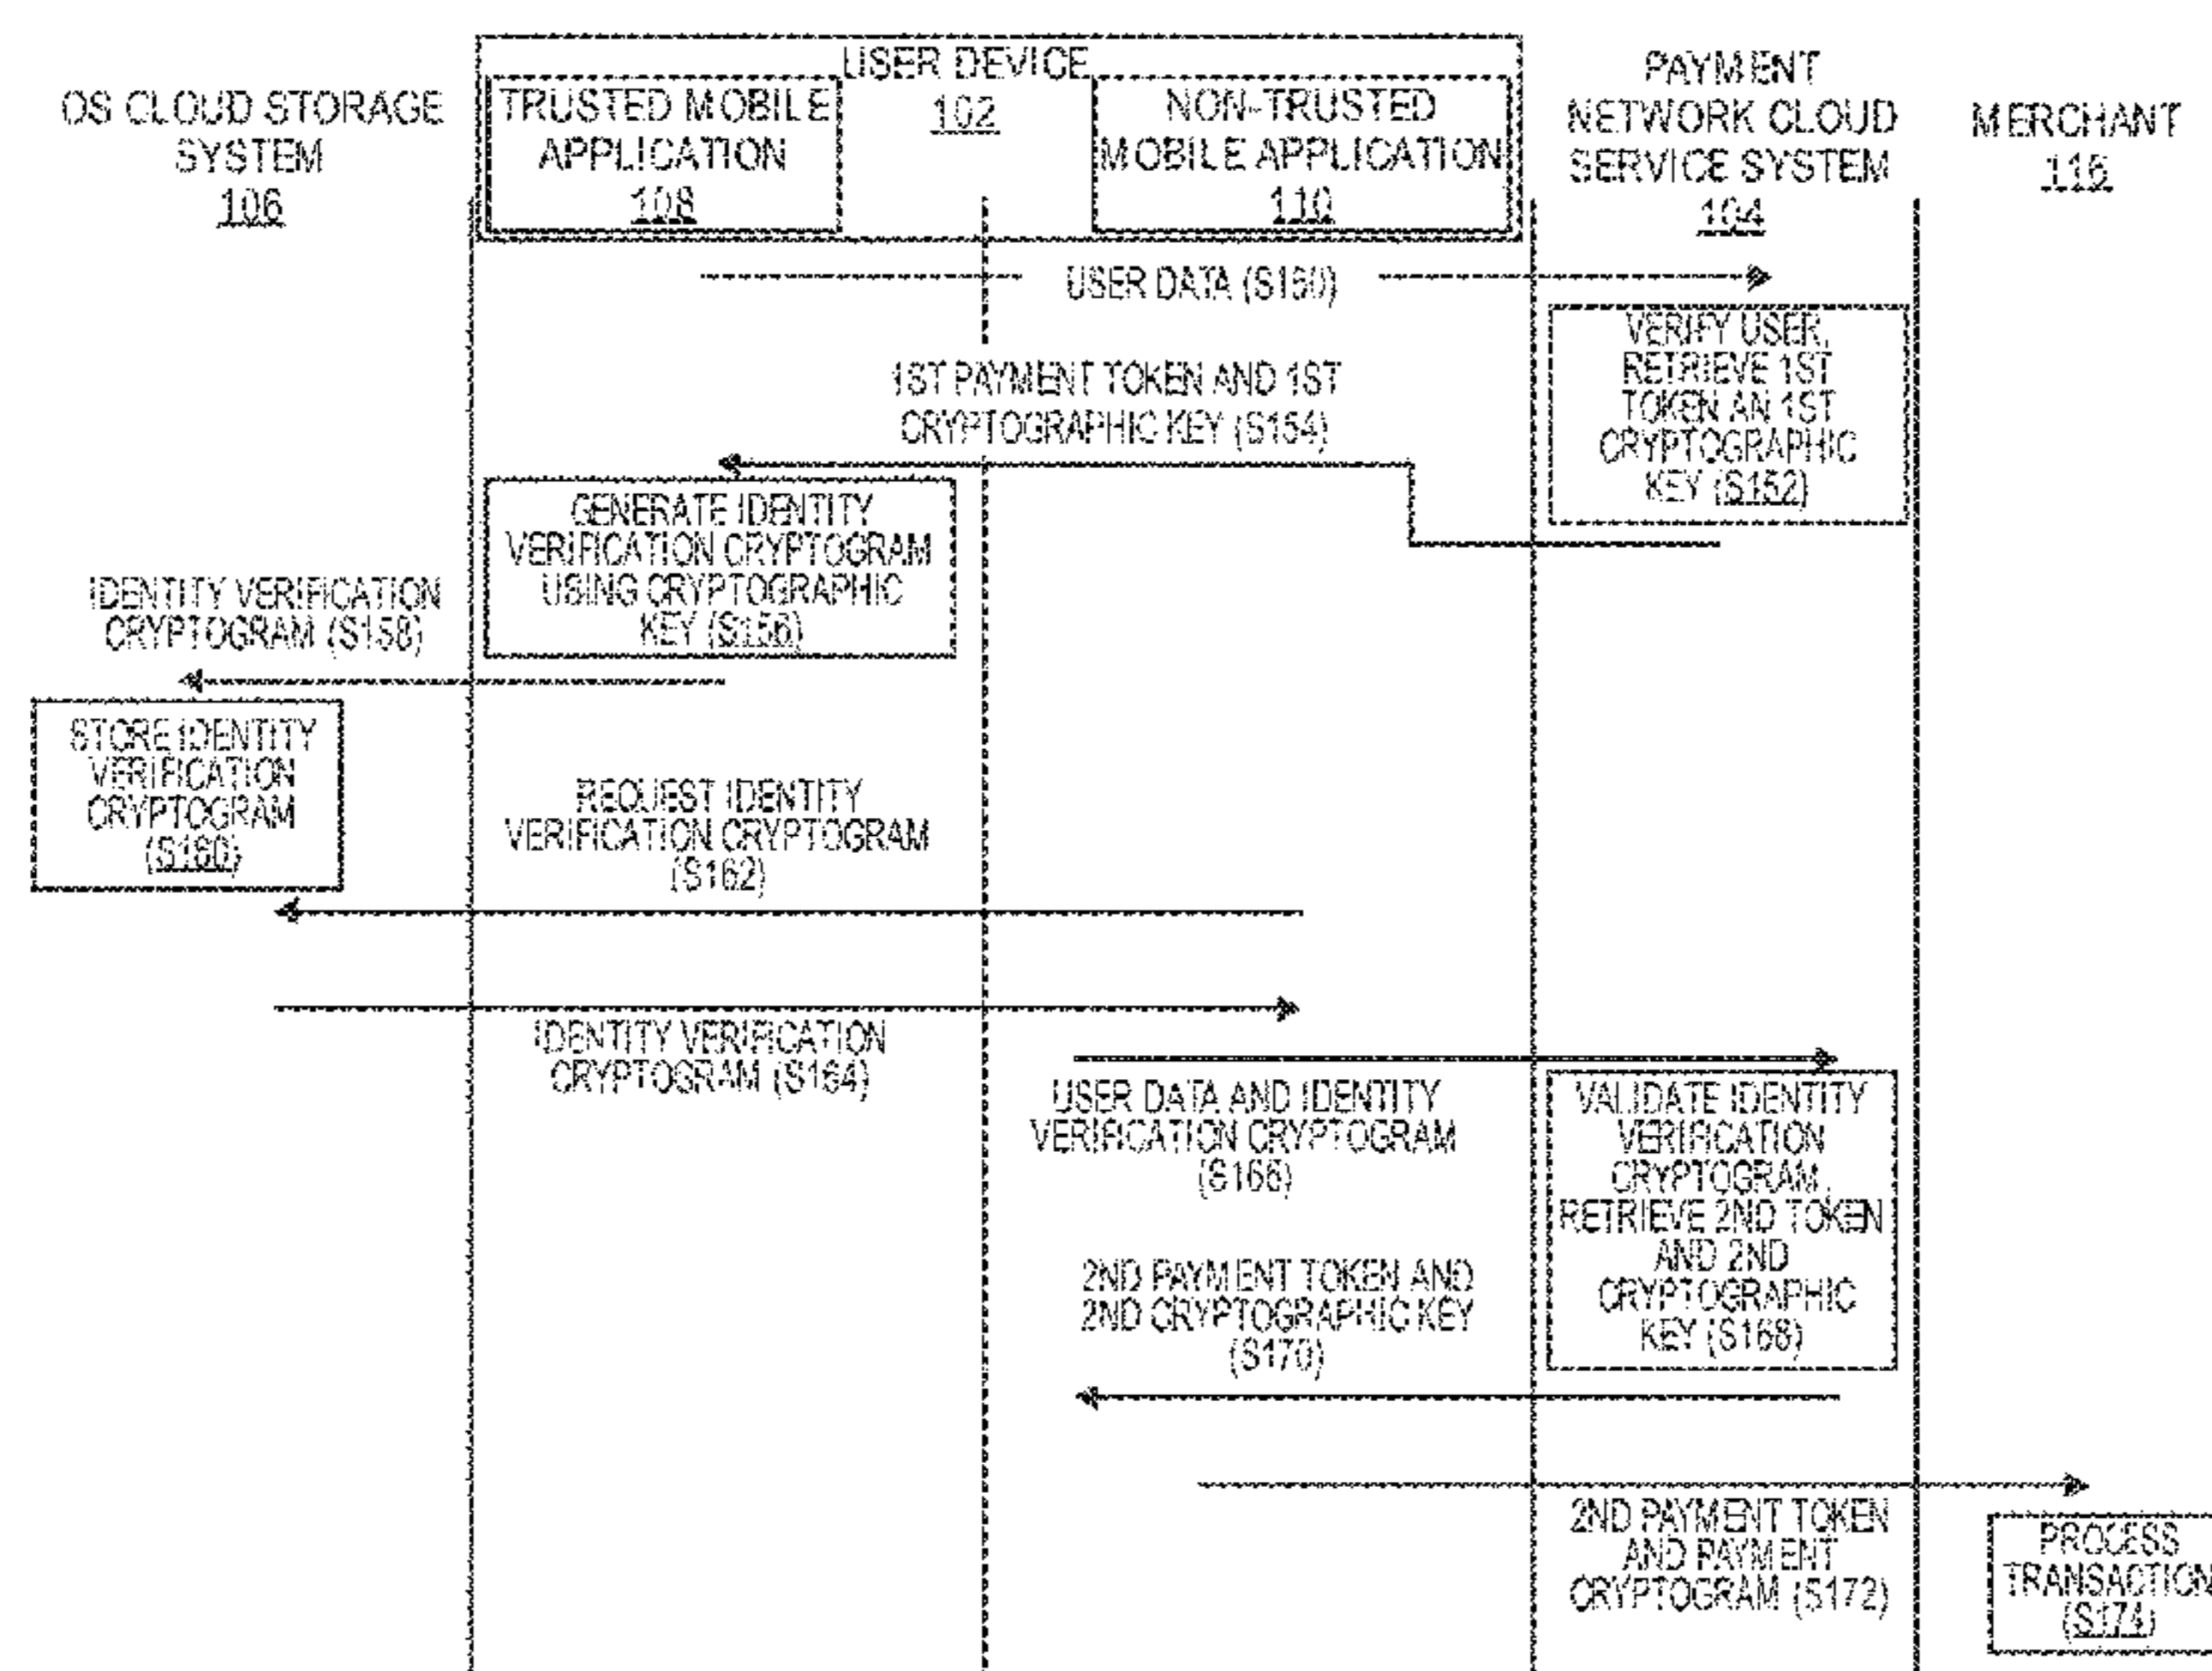 USER DEVICE
102
OS CLOUD STORAGE
SYSTEM
106
TRUSTED MOBILE
APPLICATION
108
NON-TRUSTED
MOBILE APPLICATION
110
PAYMENT
NETWORK CLOUD
SERVICE SYSTEM
104
MERCHANT
USER DATA
VERIFY USER,
RETRIEVE 1ST
TOKEN AN 1ST
CRYPTOGRAPHIC
KEY (S152)
1ST PAYMENT TOKEN AND 1ST
CRYPTOGRAPHIC KEY (S154)
GENERATE IDENTITY
VERIFICATION CRYPTOGRAM
USING CRYPTOGRAPHIC
KEY (S156)
IDENTITY VERIFICATION
CRYPTOGRAM (S158)
STORE IDENTITY
VERIFICATION
CRYPTOGRAM
(S160)
REQUEST IDENTITY
VERIFICATION CRYPTOGRAM
(S162)
IDENTITY VERIFICATION
CRYPTOGRAM (S164)
USER DATA AND IDENTITY
VERIFICATION CRYPTOGRAM
(S166)
VALIDATE IDENTITY
VERIFICATION
CRYPTOGRAM,
RETRIEVE 2ND TOKEN
AND 2ND
CRYPTOGRAPHIC
KEY (S168)
2ND PAYMENT TOKEN AND
2ND CRYPTOGRAPHIC KEY
(S170)
2ND PAYMENT TOKEN
AND PAYMENT
CRYPTOGRAM (S172)
PROCESS
TRANSACTION
(S174)